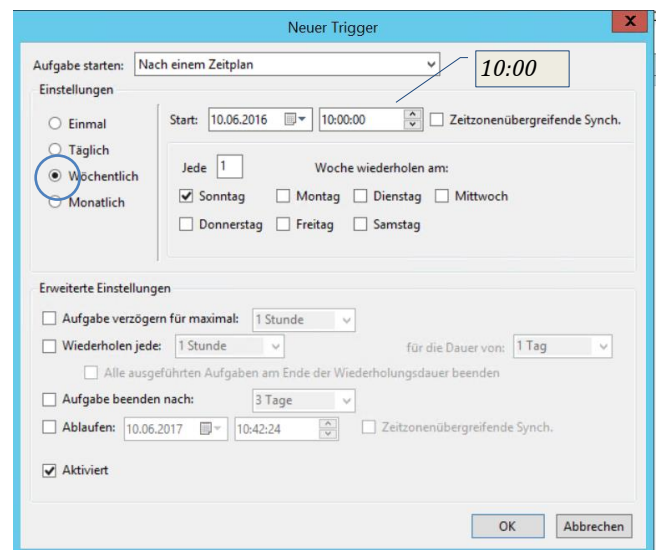 Neuer Trigger
X
Aufgabe starten: Nach einem Zeitplan
10:00
Einstellungen
Einmal
Täglich
Wöchentlich
Monatlich
Start: 10.06.2016 10:00:00 Zeitzonenübergreifende Synch.
Jede 1 Woche wiederholen am:
Sonntag Montag Dienstag Mittwoch
Donnerstag Freitag Samstag
Erweiterte Einstellungen
Aufgabe verzögern für maximal: 1 Stunde
Wiederholen jede: 1 Stunde für die Dauer von: 1 Tag
Alle ausgeführten Aufgaben am Ende der Wiederholungsdauer beenden
Aufgabe beenden nach: 3 Tage
Ablaufen: 10.06.2017 10:42:24 Zeitzonenübergreifende Synch.
Aktiviert
OK Abbrechen